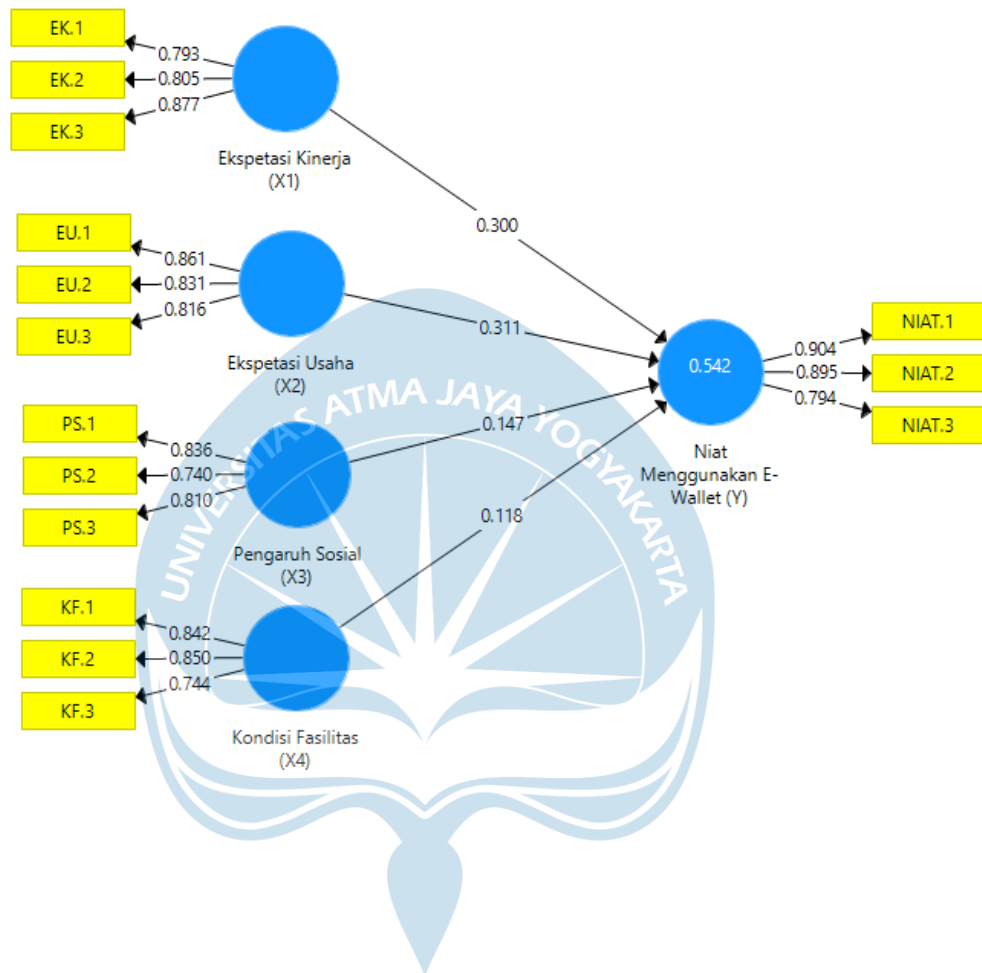 EK.1
0.793
EK.2
0.805
0.877
EK.3
Ekspetasi Kinerja
(X1)
0.300
EU.1
0.861
EU.2
0.831
0.816
EU.3
Ekspetasi Usaha
(X2)
0.311
PS.1
0.836
PS.2
0.740
0.810
PS.3
Pengaruh Sosial
(X3)
0.147
KF.1
0.842
KF.2
0.850
0.744
KF.3
Kondisi Fasilitas
(X4)
0.118
0.542
Niat
Menggunakan E-
Wallet (Y)
0.904
NIAT.1
0.895
NIAT.2
0.794
NIAT.3
UNIVERSITAS ATMA JAYA YOGYAKARTA